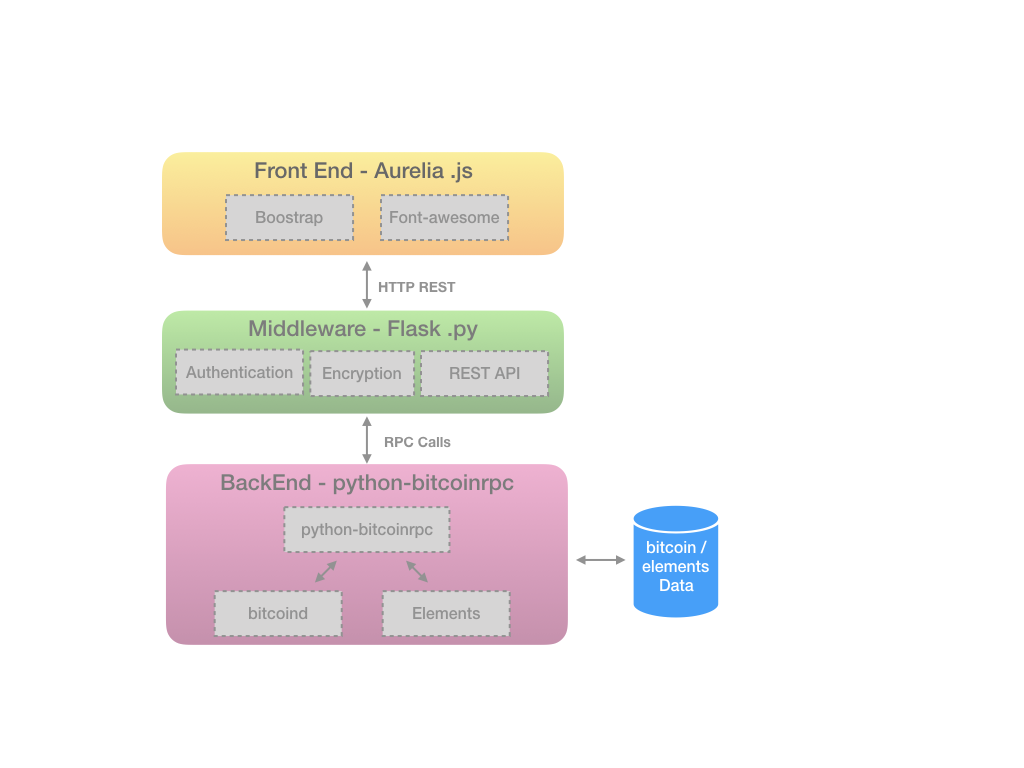 Front End - Aurelia .js
Boostrap
Font-awesome
HTTP REST
Middleware - Flask .py
Authentication
Encryption
REST API
RPC Calls
BackEnd - python-bitcoinrpc
python-bitcoinrpc
bitcoind
Elements
bitcoin /
elements
Data